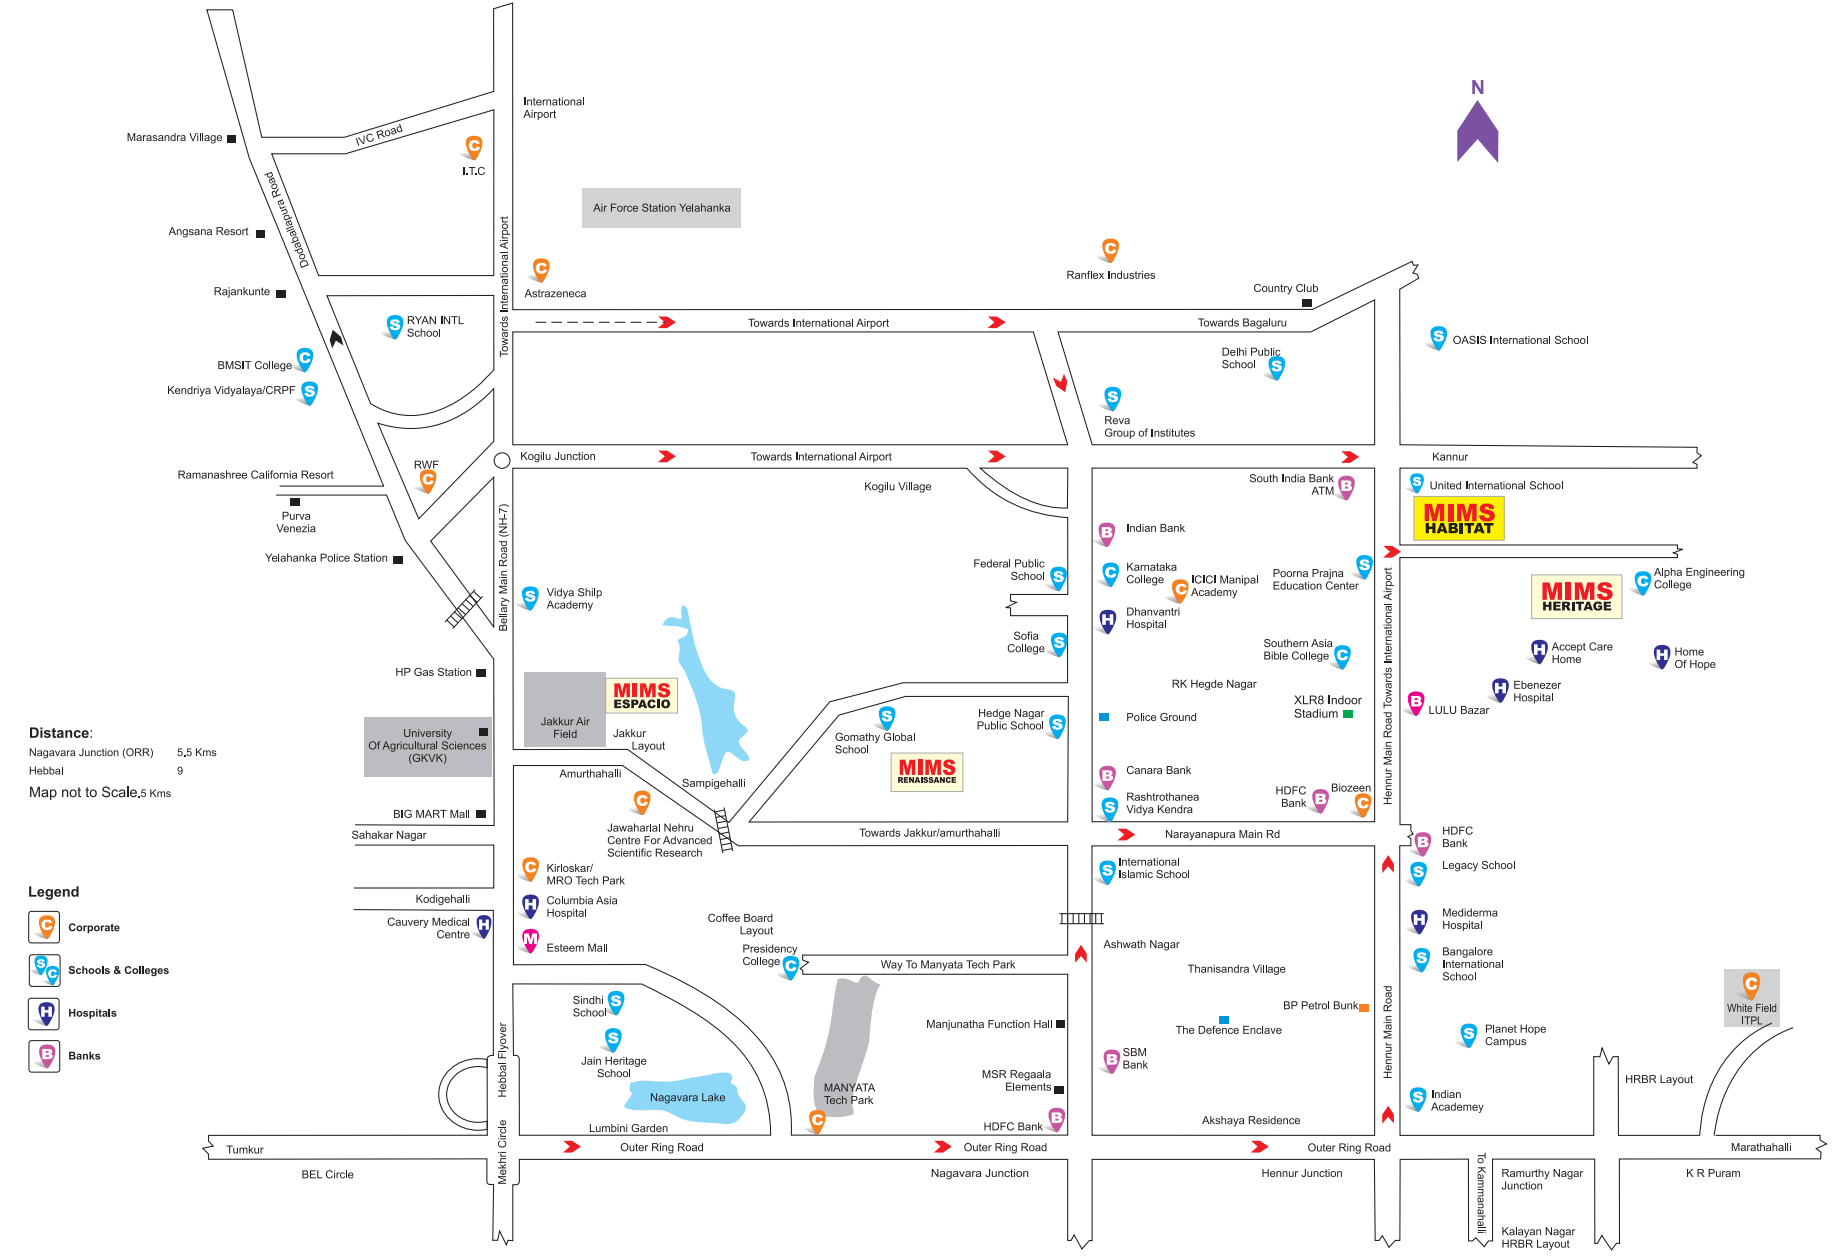 N
International
Airport
Marasandra Village
IVC Road
C
I.T.C
Dodaballapura Road
Air Force Station Yelahanka
Angsana Resort
Towards International Airport
C
Astrazeneca
C
Ranflex Industries
Rajankunte
Country Club
S
RYAN INTL
School
Towards International Airport
Towards Bagaluru
S
OASIS International School
Delhi Public
School
S
C
BMSIT College
Kendriya Vidyalaya/CRPF
S
S
Reva
Group of Institutes
Kogilu Junction
Towards International Airport
Kannur
RWF
C
Ramanashree California Resort
Kogilu Village
South India Bank
ATM
B
S
United International School
MIMS
HABITAT
Purva
Venezia
Bellary Main Road (NH-7)
B
Indian Bank
Yelahanka Police Station
Federal Public
School
S
C
Karnataka
College
C
ICICI Manipal
Academy
Poorna Prajna
Education Center
S
Hennur Main Road Towards International Airport
MIMS
HERITAGE
C
Alpha Engineering
College
S
Vidya Shilp
Academy
H
Dhanvantri
Hospital
Sofia
College
S
Southern Asia
Bible College
C
H
Accept Care
Home
H
Home
Of Hope
HP Gas Station
RK Hegde Nagar
H
Ebenezer
Hospital
MIMS
ESPACIO
XLR8 Indoor
Stadium
B
LULU Bazar
Jakkur Air
Field
Jakkur
Layout
S
Gomathy Global
School
Hedge Nagar
Public School
S
Police Ground
University
Of Agricultural Sciences
(GKVK)
Distance:
Nagavara Junction (ORR) 5,5 Kms
Hebbal 9
Map not to Scale.5 Kms
Amurthahalli
Sampigehalli
MIMS
RENAISSANCE
B
Canara Bank
S
Rashtrothanea
Vidya Kendra
HDFC
Bank
B
Biozeen
C
BIG MART Mall
C
Jawaharlal Nehru
Centre For Advanced
Scientific Research
Sahakar Nagar
Towards Jakkur/amurthahalli
Narayanapura Main Rd
B
HDFC
Bank
C
Kirloskar/
MRO Tech Park
S
International
Islamic School
S
Legacy School
Legend
C
Corporate
S
C
Schools & Colleges
H
Hospitals
B
Banks
Kodigehalli
H
Columbia Asia
Hospital
Cauvery Medical
Centre
H
M
Esteem Mall
Coffee Board
Layout
Presidency
College
C
Way To Manyata Tech Park
Ashwath Nagar
Thanisandra Village
H
Mediderma
Hospital
S
Bangalore
International
School
Sindhi
School
S
S
Jain Heritage
School
Manjunatha Function Hall
BP Petrol Bunk
The Defence Enclave
C
White Field
ITPL
S
Planet Hope
Campus
Hebbal Flyover
Hennur Main Road
MANYATA
Tech Park
C
MSR Regaala
Elements
B
SBM
Bank
Nagavara Lake
HRBR Layout
S
Indian
Academey
Lumbini Garden
HDFC Bank
B
Akshaya Residence
Mekhri Circle
Tumkur
Outer Ring Road
Outer Ring Road
Outer Ring Road
Marathahalli
BEL Circle
Nagavara Junction
Hennur Junction
To Kammanahalli
Ramurthy Nagar
Junction
K R Puram
Kalayan Nagar
HRBR Layout